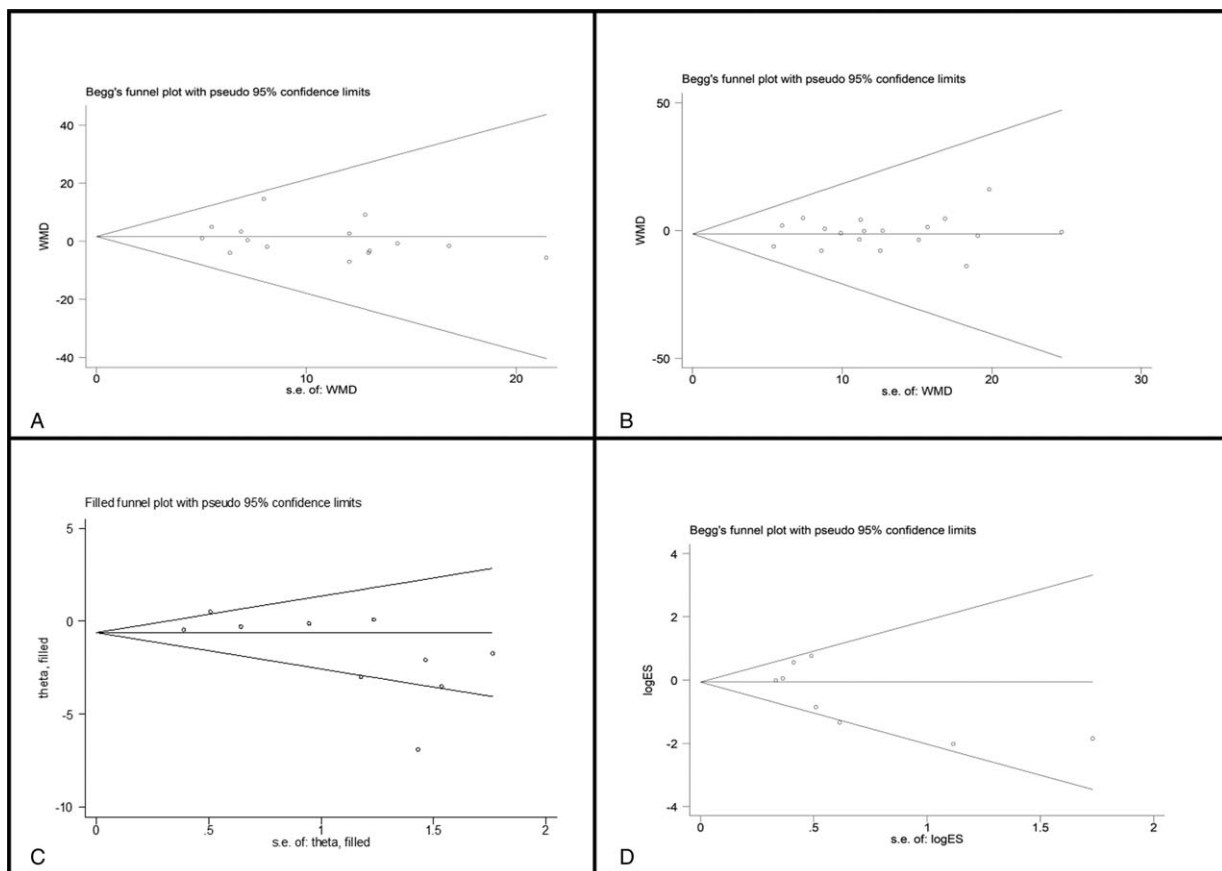 Begg's funnel plot with pseudo 95% confidence limits
40
20
0
-20
-40
WMD
0
10
20
s.e. of: WMD
A
Begg's funnel plot with pseudo 95% confidence limits
50
0
-50
WMD
0
10
20
30
s.e. of: WMD
B
Filled funnel plot with pseudo 95% confidence limits
5
0
-5
-10
theta, filled
0
.5
1
1.5
2
s.e. of: theta, filled
C
Begg's funnel plot with pseudo 95% confidence limits
4
2
0
-2
-4
logES
0
.5
1
1.5
2
s.e. of: logES
D